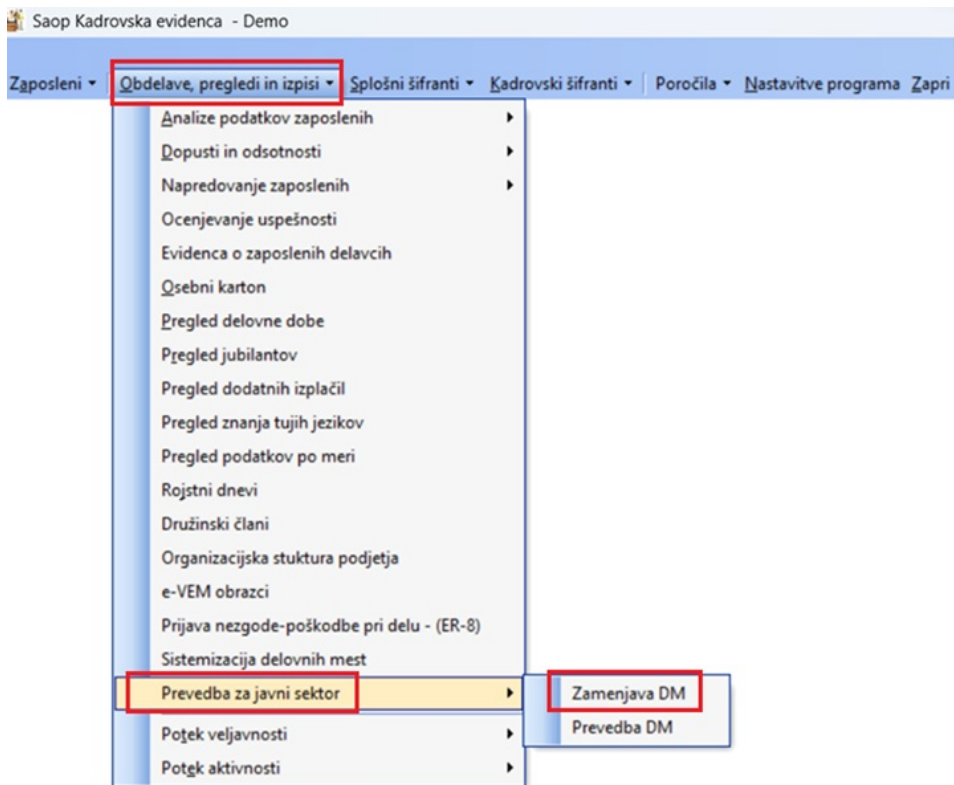 Saop Kadrovska evidenca - Demo
Zaposleni Obdelave, pregledi in izpisi Splošni šifranti Kadrovski šifranti Poročila Nastavitve programa Zapri
Analize podatkov zaposlenih
Dopusti in odsotnosti
Napredovanje zaposlenih
Ocenjevanje uspešnosti
Evidenca o zaposlenih delavcih
Osebni karton
Pregled delovne dobe
Pregled jubilantov
Pregled dodatnih izplačil
Pregled znanja tujih jezikov
Pregled podatkov po meri
Rojstni dnevi
Družinski člani
Organizacijska stuktura podjetja
e-VEM obrazci
Prijava nezgode-poškodbe pri delu - (ER-8)
Sistemizacija delovnih mest
Prevedba za javni sektor
Zamenjava DM
Prevedba DM
Potek veljavnosti
Potek aktivnosti